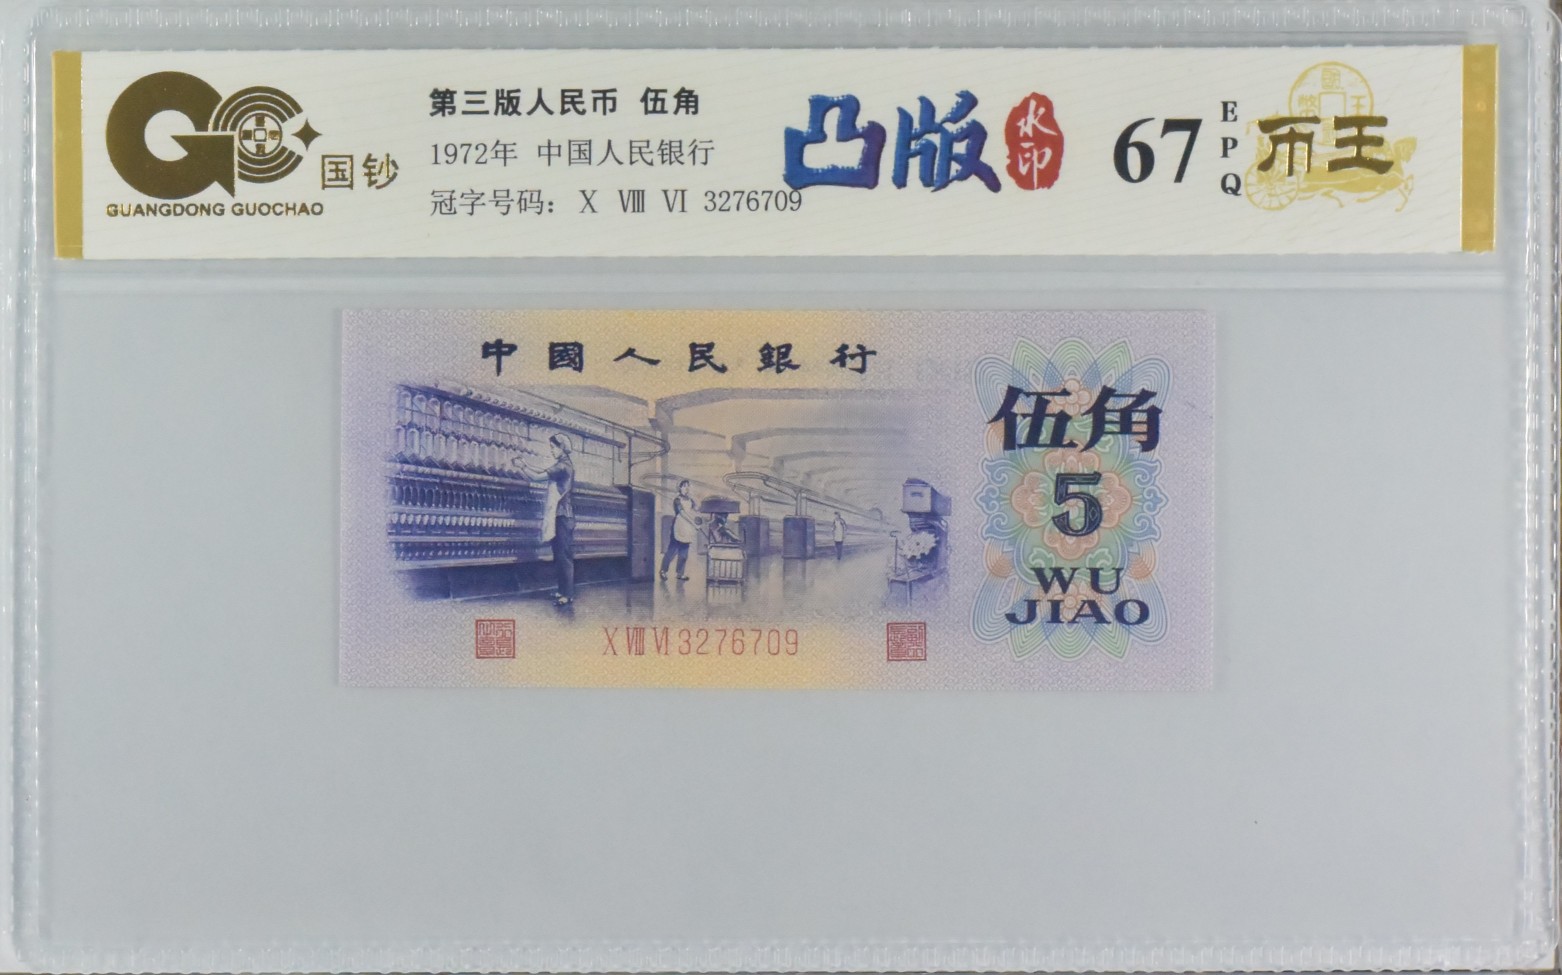 国钞
GUANGDONG GUOCHAO
第三版人民币 伍角
1972年 中国人民银行
冠字号码: X Ⅷ Ⅵ 3276709
凸版
水印
67
EPQ
币王
中國人民銀行
伍角
5
WU
JIAO
X Ⅷ Ⅵ 3276709